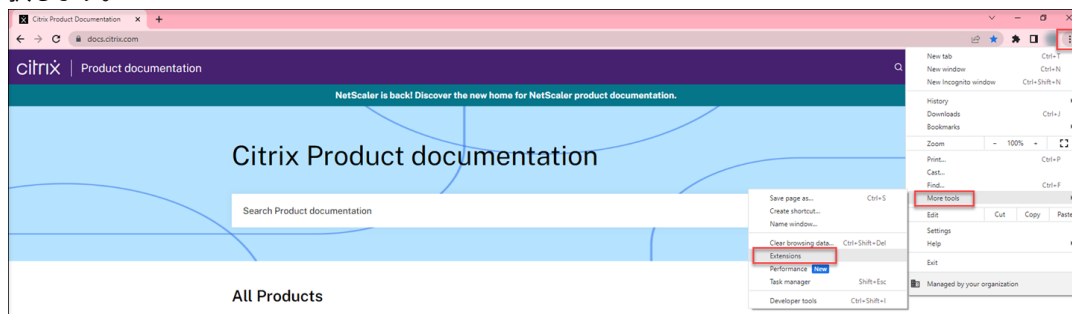 Citrix Product Documentation
docs.citrix.com
citrix | Product documentation
NetScaler is back! Discover the new home for NetScaler product documentation.
Citrix Product documentation
Search Product documentation
All Products
New tab Ctrl+T
New window Ctrl+N
New Incognito window Ctrl+Shift+N
History
Downloads Ctrl+J
Bookmarks
Zoom - 100% +
Print... Ctrl+P
Cast...
Find... Ctrl+F
More tools
Edit Cut Copy Paste
Settings
Help
Exit
Managed by your organization
Save page as... Ctrl+S
Create shortcut...
Name window...
Clear browsing data... Ctrl+Shift+Del
Extensions
Performance New
Task manager Shift+Esc
Developer tools Ctrl+Shift+I